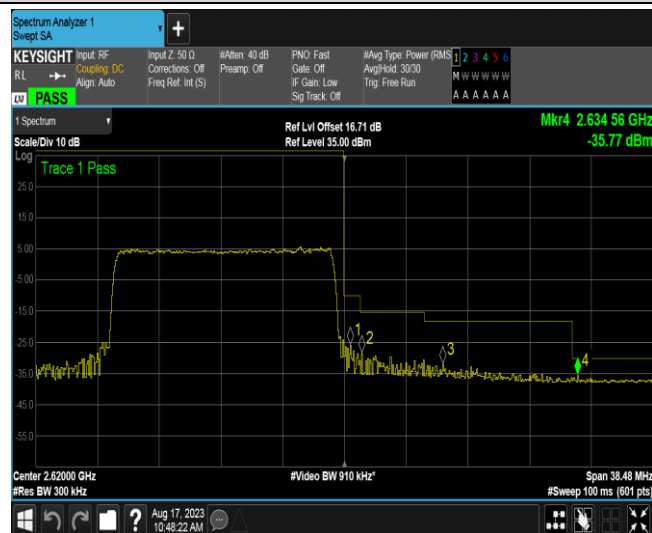 Spectrum Analyzer 1
Swept SA
+
KEYSIGHT Input: RF
RL Coupling: DC
Align: Auto
LXI PASS
Input Z: 50 Ω
Corrections: Off
Freq Ref: Int (S)
#Atten: 40 dB
Preamp: Off
PNO: Fast
Gate: Off
IF Gain: Low
Sig Track: Off
#Avg Type: Power (RMS
Avg|Hold: 30/30
Trig: Free Run
1 2 3 4 5 6
M W W W W W
A A A A A A
1 Spectrum
Scale/Div 10 dB
Ref Lvl Offset 16.71 dB
Ref Level 35.00 dBm
Mkr4 2.634 56 GHz
-35.77 dBm
Log
Trace 1 Pass
25.0
15.0
5.00
-5.00
-15.0
-25.0
-35.0
-45.0
-55.0
1
2
3
4
Center 2.62000 GHz
#Res BW 300 kHz
#Video BW 910 kHz*
Span 38.48 MHz
#Sweep 100 ms (601 pts)
?
Aug 17, 2023
10:48:22 AM